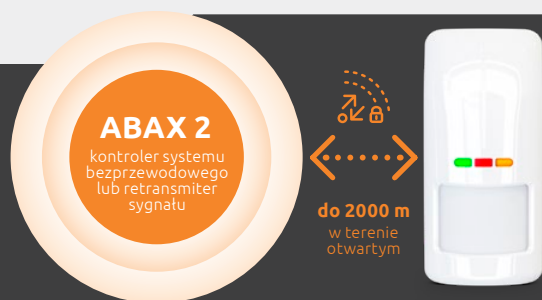 ABAX 2
kontroler systemu
bezprzewodowego
lub retransmiter
sygnału
do 2000 m
w terenie
otwartym